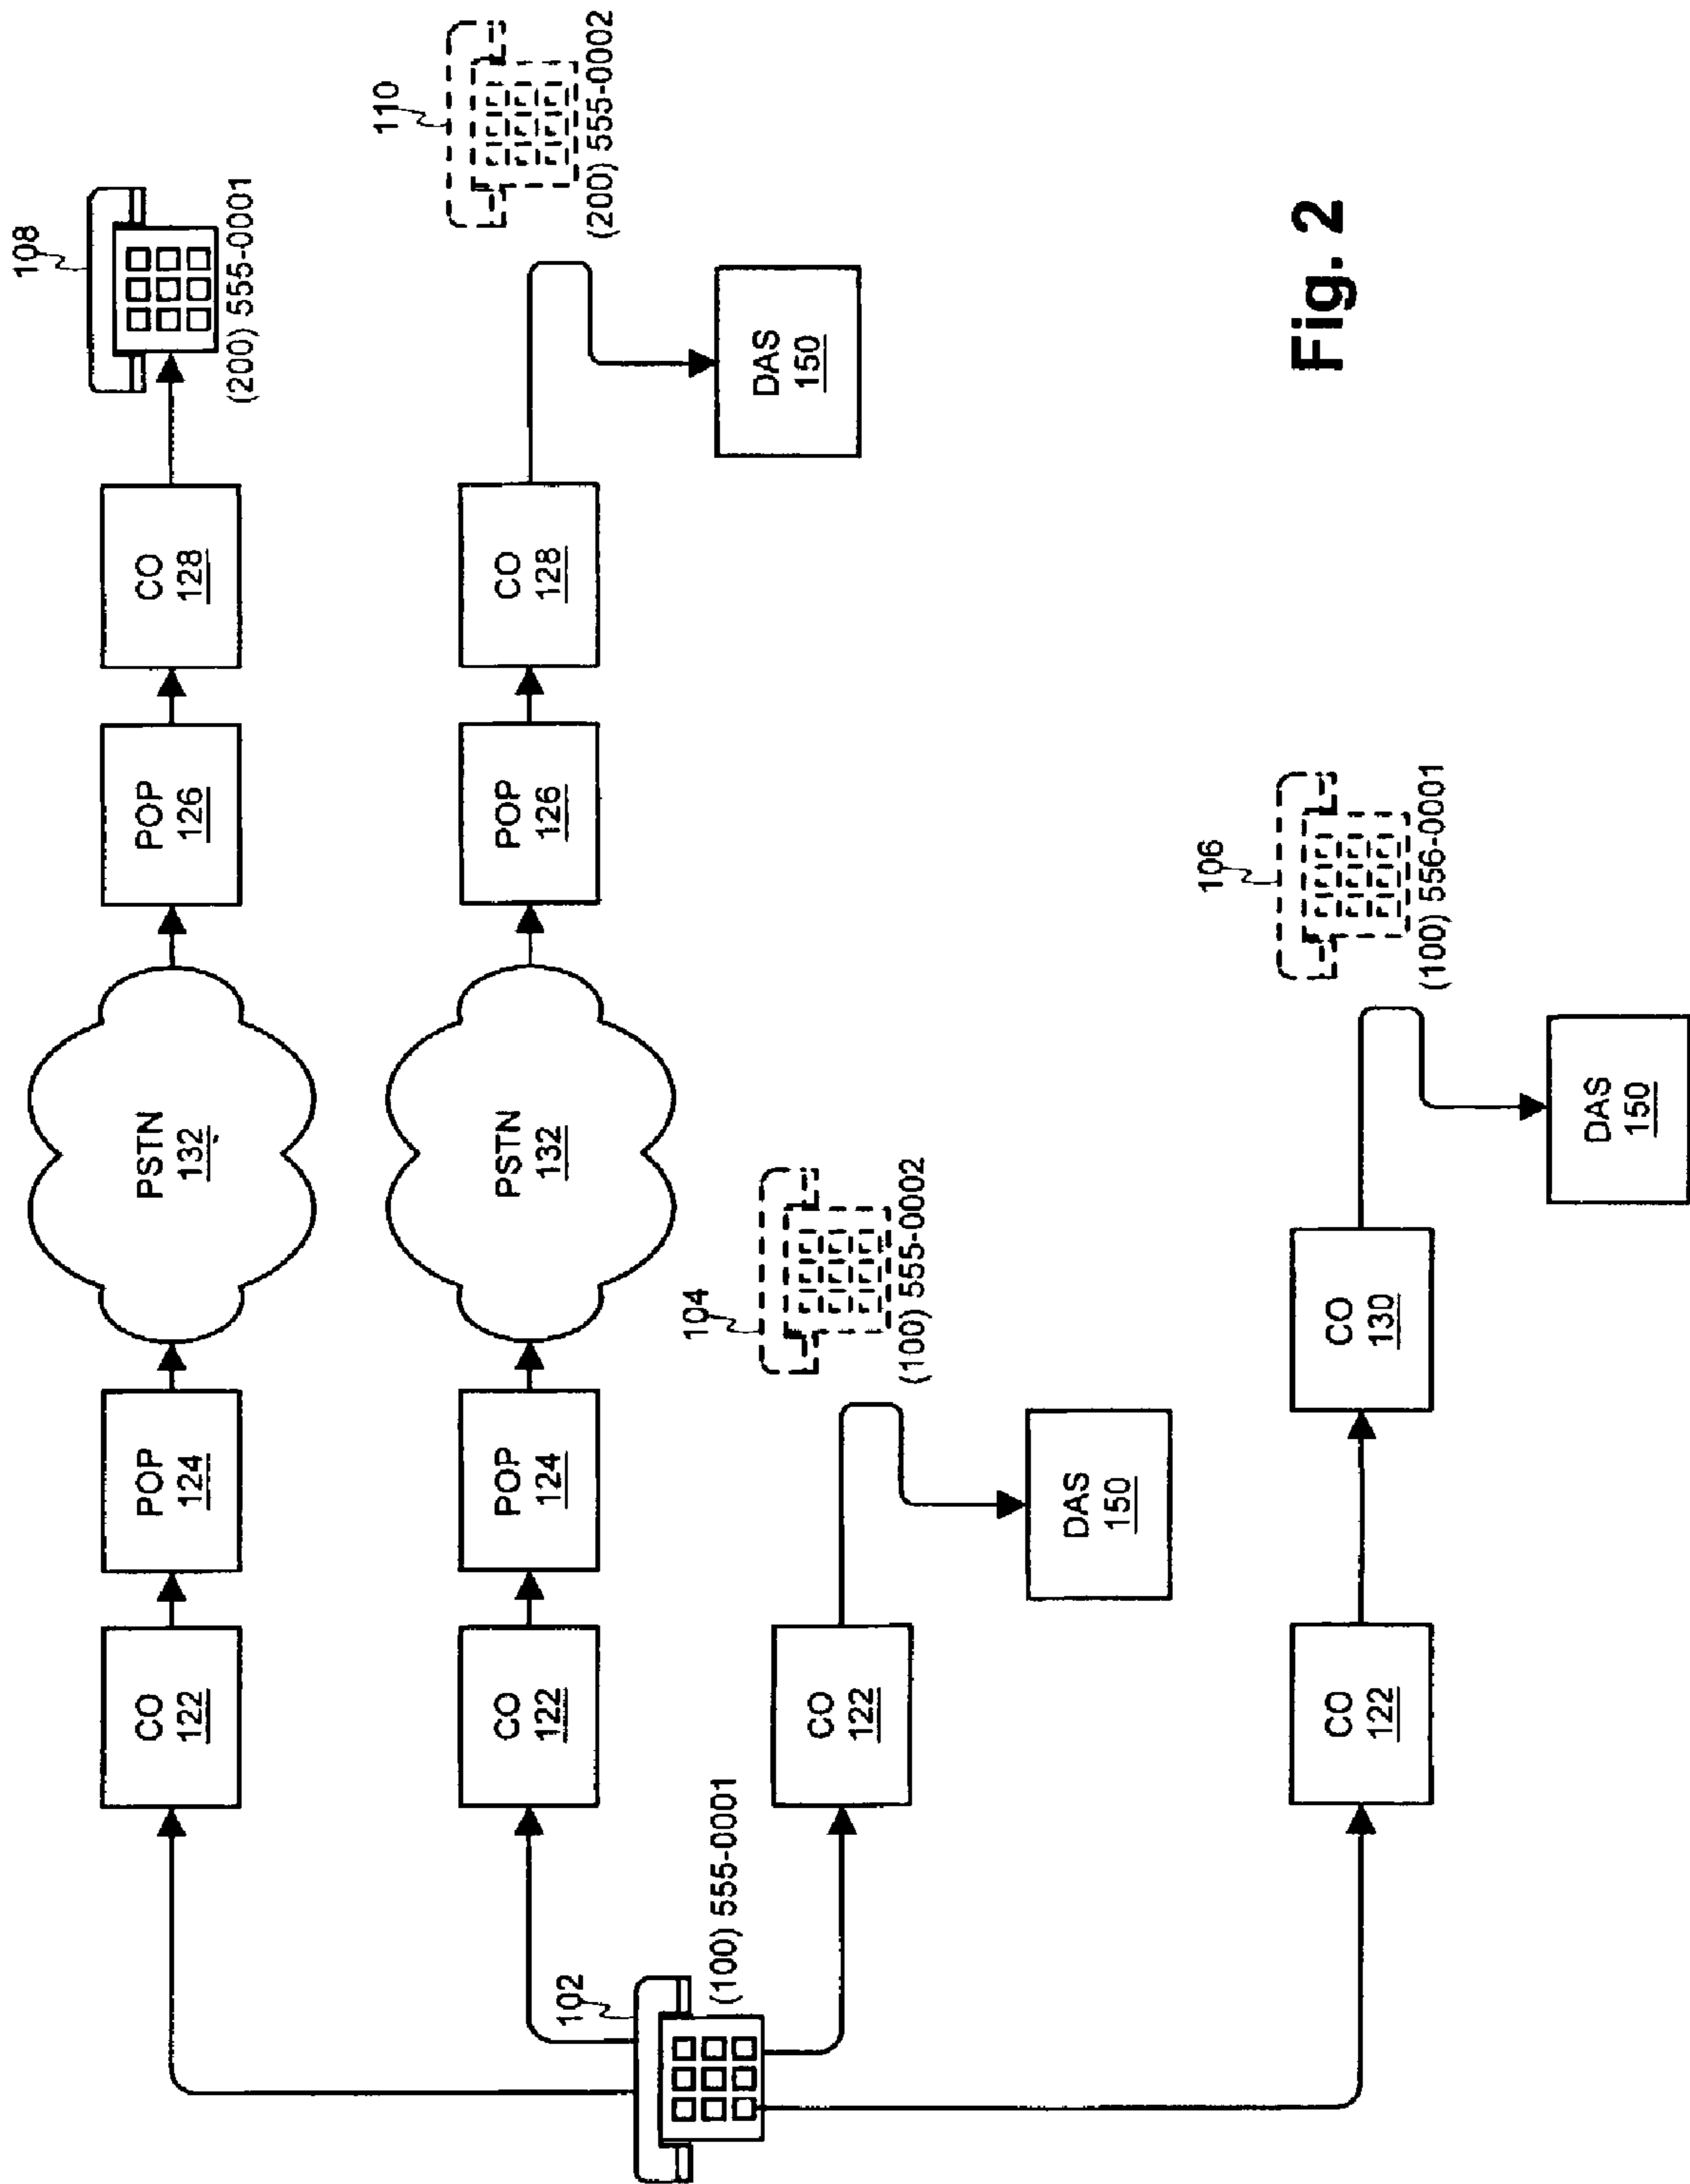 108
(200) 555-0001
CO
122
POP
124
PSTN
132
POP
126
CO
128
110
(200) 555-0002
CO
122
POP
124
PSTN
132
POP
126
CO
128
DAS
150
102
(100) 555-0001
104
(100) 555-0002
CO
122
DAS
150
106
(100) 556-0001
CO
122
CO
130
DAS
150
Fig. 2